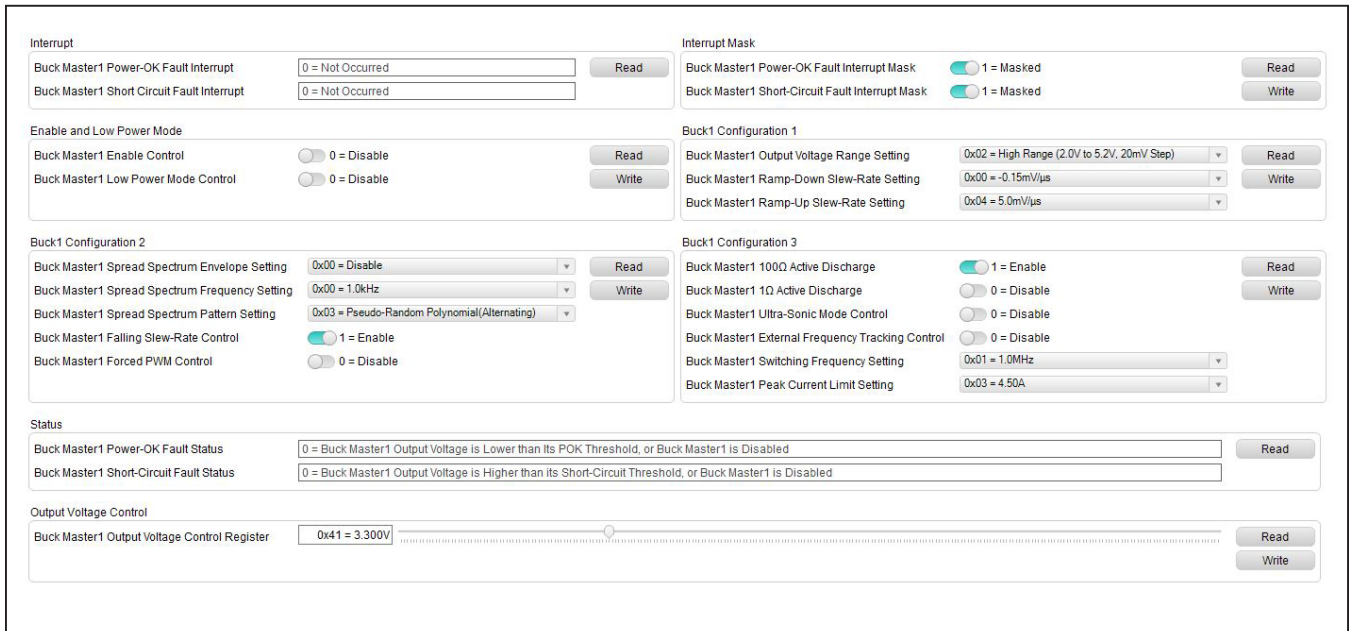 Interrupt
Buck Master1 Power-OK Fault Interrupt 0 = Not Occurred Read
Buck Master1 Short Circuit Fault Interrupt 0 = Not Occurred
Interrupt Mask
Buck Master1 Power-OK Fault Interrupt Mask 1 = Masked Read
Buck Master1 Short-Circuit Fault Interrupt Mask 1 = Masked Write
Enable and Low Power Mode
Buck Master1 Enable Control 0 = Disable Read
Buck Master1 Low Power Mode Control 0 = Disable Write
Buck1 Configuration 1
Buck Master1 Output Voltage Range Setting 0x02 = High Range (2.0V to 5.2V, 20mV Step) Read
Buck Master1 Ramp-Down Slew-Rate Setting 0x00 = -0.15mV/µs Write
Buck Master1 Ramp-Up Slew-Rate Setting 0x04 = 5.0mV/µs
Buck1 Configuration 2
Buck Master1 Spread Spectrum Envelope Setting 0x00 = Disable Read
Buck Master1 Spread Spectrum Frequency Setting 0x00 = 1.0kHz Write
Buck Master1 Spread Spectrum Pattern Setting 0x03 = Pseudo-Random Polynomial(Alternating)
Buck Master1 Falling Slew-Rate Control 1 = Enable
Buck Master1 Forced PWM Control 0 = Disable
Buck1 Configuration 3
Buck Master1 100Ω Active Discharge 1 = Enable Read
Buck Master1 1Ω Active Discharge 0 = Disable Write
Buck Master1 Ultra-Sonic Mode Control 0 = Disable
Buck Master1 External Frequency Tracking Control 0 = Disable
Buck Master1 Switching Frequency Setting 0x01 = 1.0MHz
Buck Master1 Peak Current Limit Setting 0x03 = 4.50A
Status
Buck Master1 Power-OK Fault Status 0 = Buck Master1 Output Voltage is Lower than Its POK Threshold, or Buck Master1 is Disabled Read
Buck Master1 Short-Circuit Fault Status 0 = Buck Master1 Output Voltage is Higher than its Short-Circuit Threshold, or Buck Master1 is Disabled
Output Voltage Control
Buck Master1 Output Voltage Control Register 0x41 = 3.300V Read
Write